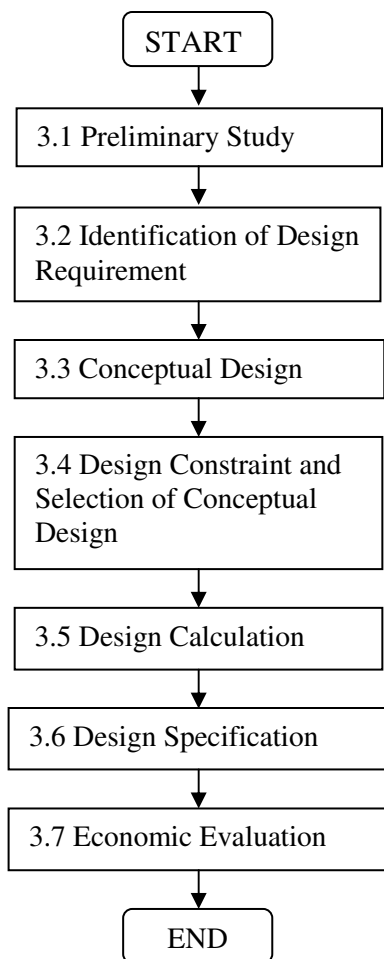 START
3.1 Preliminary Study
3.2 Identification of Design
Requirement
3.3 Conceptual Design
3.4 Design Constraint and
Selection of Conceptual
Design
3.5 Design Calculation
3.6 Design Specification
3.7 Economic Evaluation
END